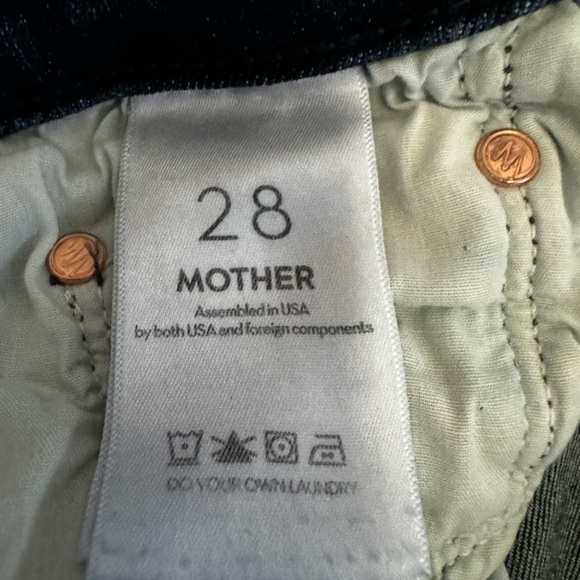 28
MOTHER
Assembled in USA
by both USA and foreign components
DO YOUR OWN LAUNDRY